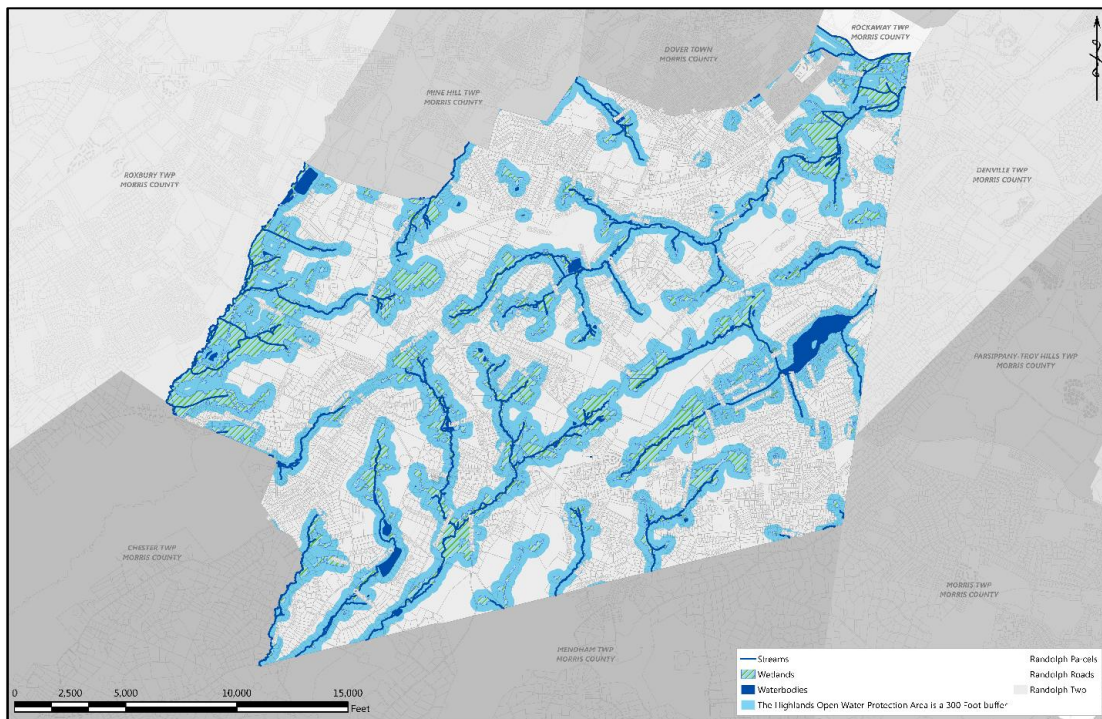 ROCKAWAY TWP
MORRIS COUNTY
DOVER TOWN
MORRIS COUNTY
MINE HILL TWP
MORRIS COUNTY
ROXBURY TWP
MORRIS COUNTY
DENVILLE TWP
MORRIS COUNTY
PARSIPPANY-TROY HILLS TWP
MORRIS COUNTY
CHESTER TWP
MORRIS COUNTY
MORRIS TWP
MORRIS COUNTY
MENDHAM TWP
MORRIS COUNTY
0 2,500 5,000 10,000 15,000
Feet
Streams
Wetlands
Waterbodies
The Highlands Open Water Protection Area is a 300 Foot buffer
Randolph Parcels
Randolph Roads
Randolph Two